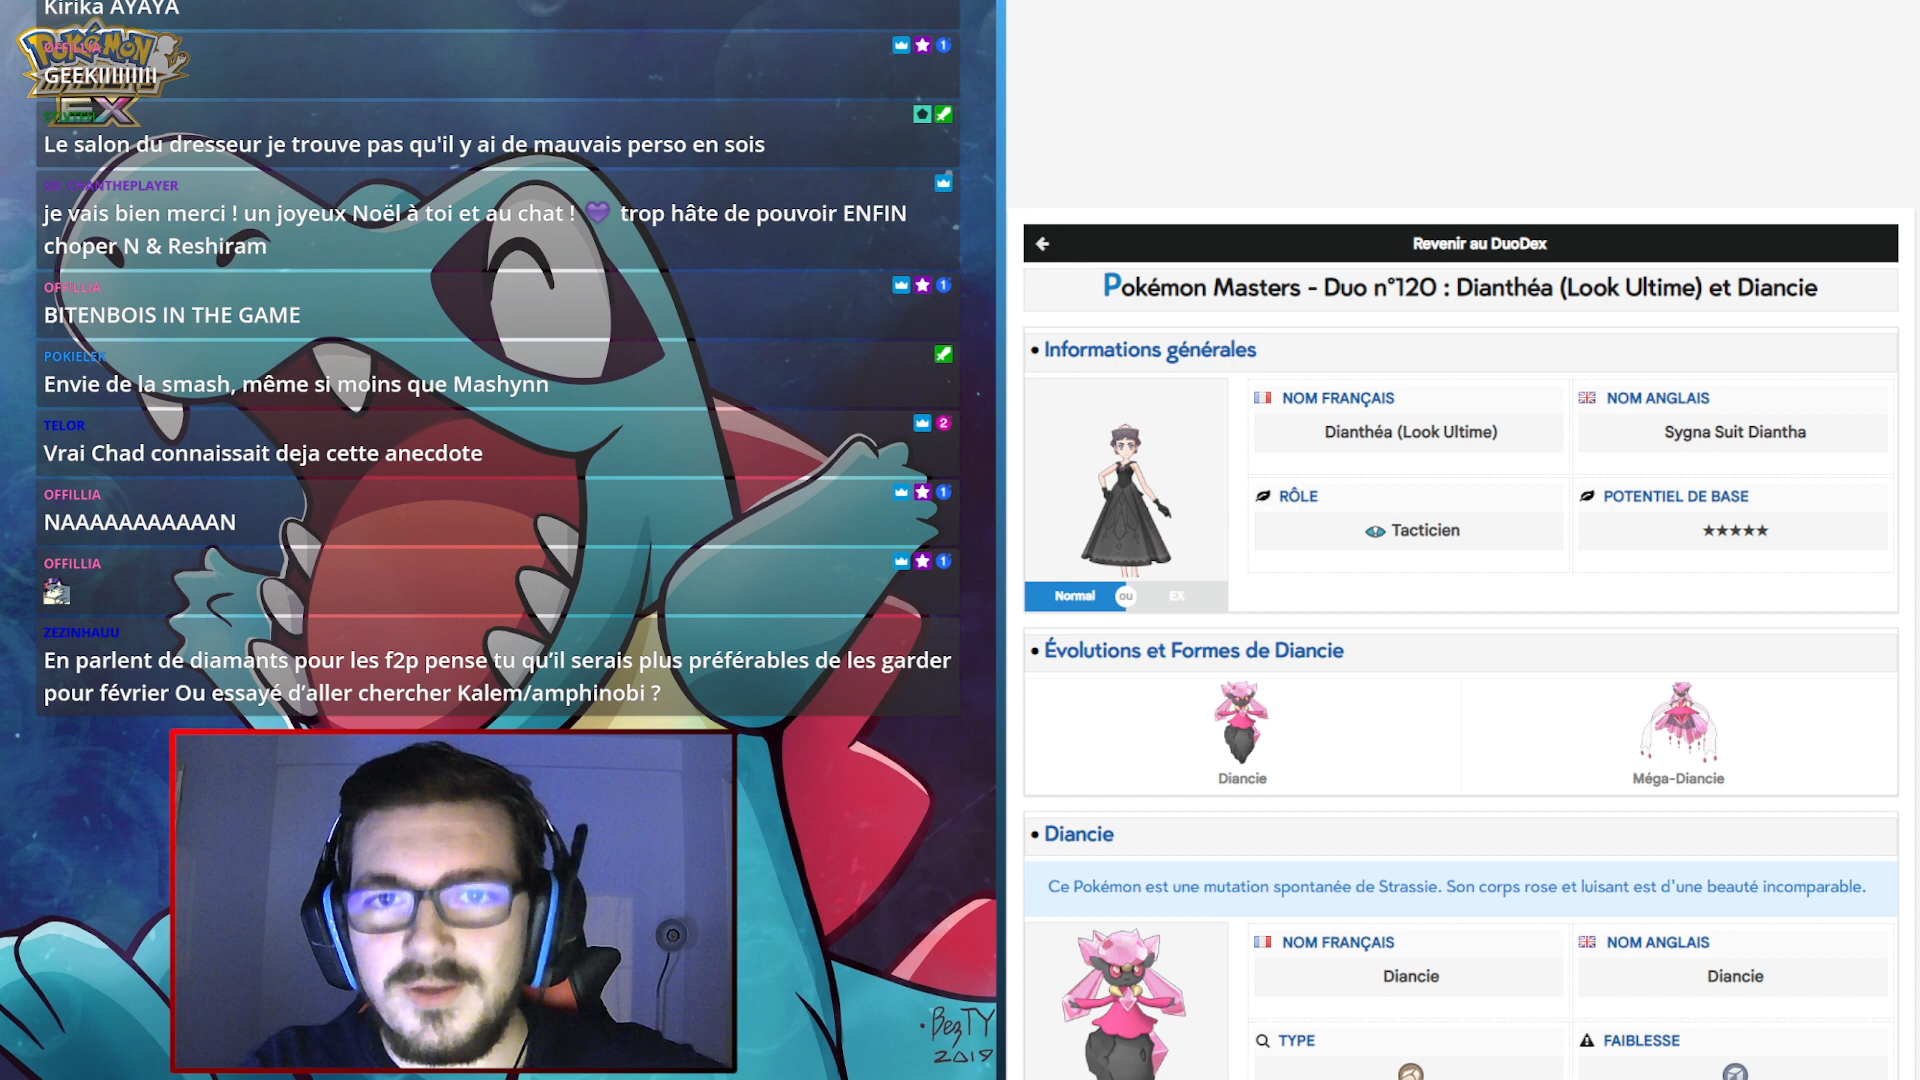 Kirika AYAYA
POKÉMON
EX
OFFILLIA
GEEKIIIIIIIII
Le salon du dresseur je trouve pas qu'il y ai de mauvais perso en sois
je vais bien merci ! un joyeux Noël à toi et au chat ! 💜 trop hâte de pouvoir ENFIN
choper N & Reshiram
OFFILLIA
BITENBOIS IN THE GAME
POKIELEK
Envie de la smash, même si moins que Mashynn
TELOR
2
Vrai Chad connaissait deja cette anecdote
OFFILLIA
NAAAAAAAAAAAN
OFFILLIA
ZEZINHAUU
En parlent de diamants pour les f2p pense tu qu’il serais plus préférables de les garder
pour février Ou essayé d’aller chercher Kalem/amphinobi ?
BezTY
2019
Revenir au DuoDex
Pokémon Masters - Duo n°120 : Dianthéa (Look Ultime) et Diancie
• Informations générales
NOM FRANÇAIS
Dianthéa (Look Ultime)
NOM ANGLAIS
Sygna Suit Diantha
RÔLE
Tacticien
POTENTIEL DE BASE
★★★★★
Normal ou EX
• Évolutions et Formes de Diancie
Diancie
Méga-Diancie
• Diancie
Ce Pokémon est une mutation spontanée de Strassie. Son corps rose et luisant est d'une beauté incomparable.
NOM FRANÇAIS
Diancie
NOM ANGLAIS
Diancie
TYPE
FAIBLESSE